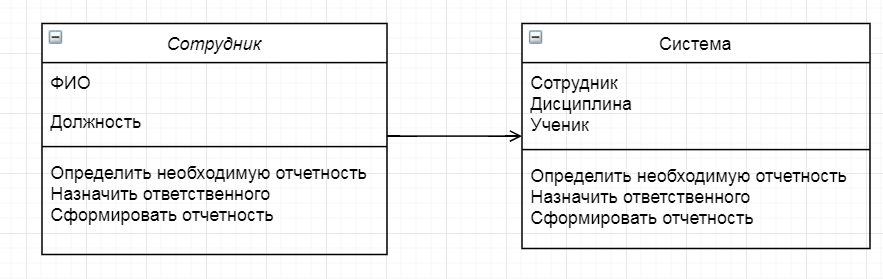 Сотрудник
ФИО
Должность
Определить необходимую отчетность
Назначить ответственного
Сформировать отчетность
Система
Сотрудник
Дисциплина
Ученик
Определить необходимую отчетность
Назначить ответственного
Сформировать отчетность